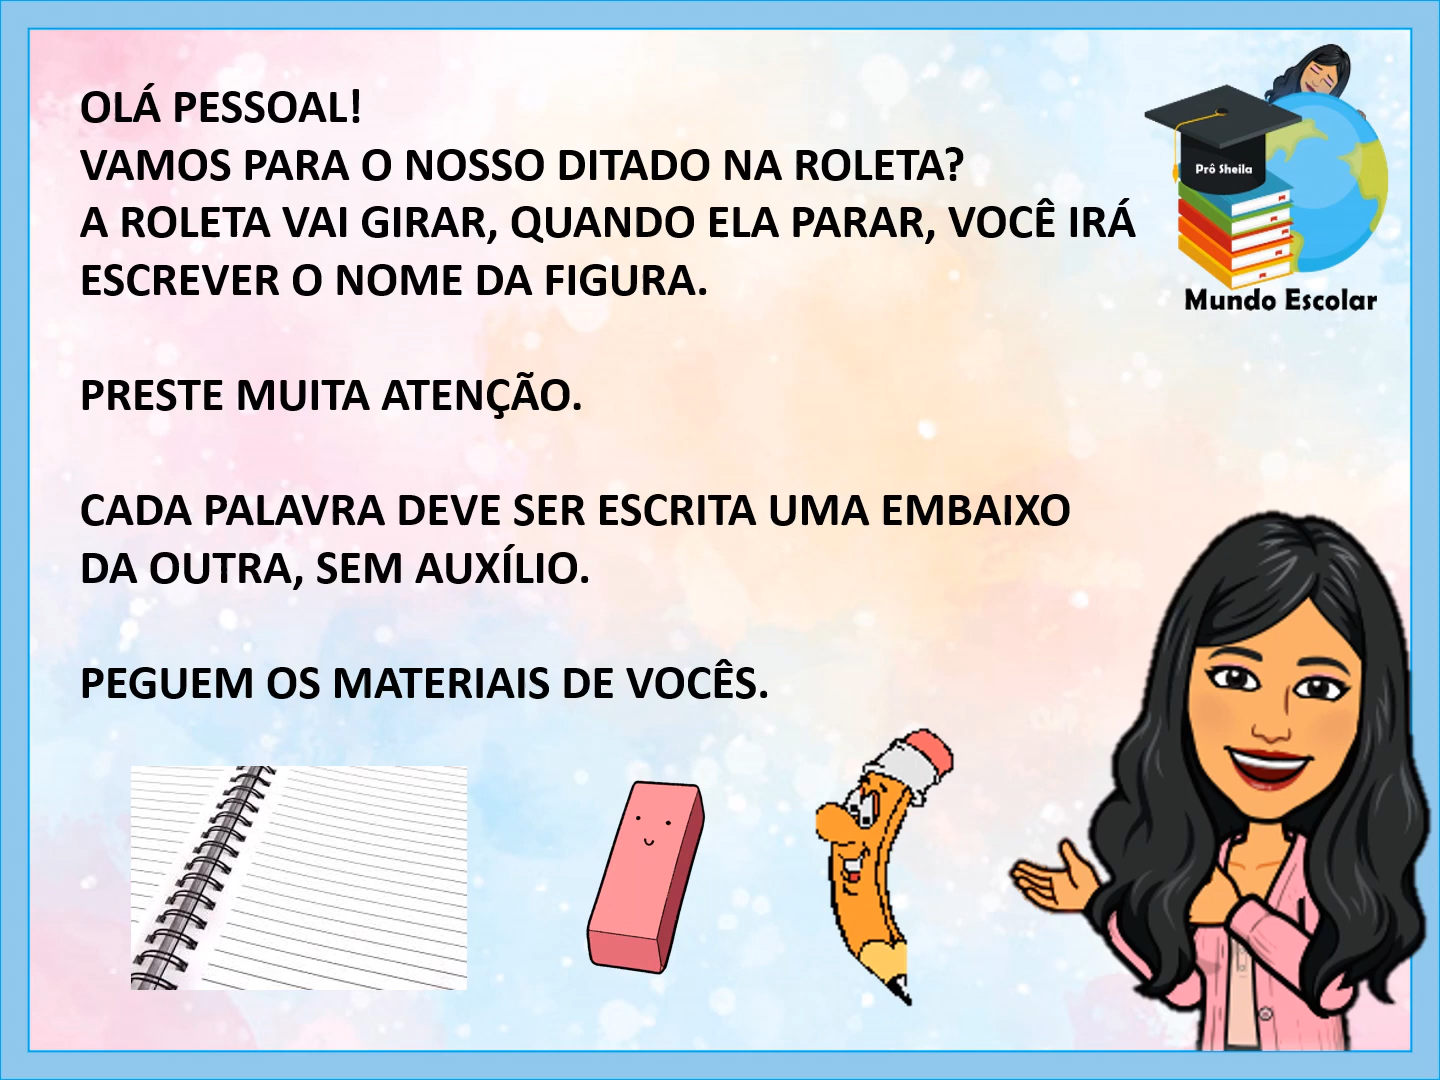 OLÁ PESSOAL!
VAMOS PARA O NOSSO DITADO NA ROLETA?
A ROLETA VAI GIRAR, QUANDO ELA PARAR, VOCÊ IRÁ
ESCREVER O NOME DA FIGURA.
PRESTE MUITA ATENÇÃO.
CADA PALAVRA DEVE SER ESCRITA UMA EMBAIXO
DA OUTRA, SEM AUXÍLIO.
PEGUEM OS MATERIAIS DE VOCÊS.
Prô Sheila
Mundo Escolar